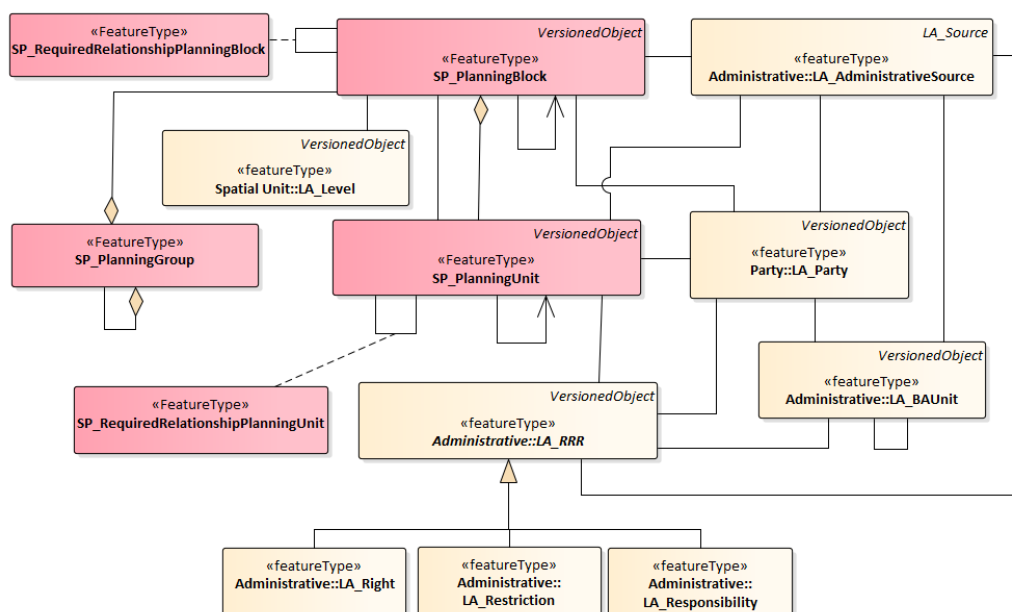 «FeatureType»
SP_RequiredRelationshipPlanningBlock
VersionedObject
«FeatureType»
SP_PlanningBlock
LA_Source
«featureType»
Administrative::LA_AdministrativeSource
VersionedObject
«featureType»
Spatial Unit::LA_Level
«FeatureType»
SP_PlanningGroup
VersionedObject
«FeatureType»
SP_PlanningUnit
VersionedObject
«featureType»
Party::LA_Party
VersionedObject
«featureType»
Administrative::LA_BAUnit
«FeatureType»
SP_RequiredRelationshipPlanningUnit
VersionedObject
«featureType»
Administrative::LA_RRR
«featureType»
Administrative::LA_Right
«featureType»
Administrative::
LA_Restriction
«featureType»
Administrative::
LA_Responsibility